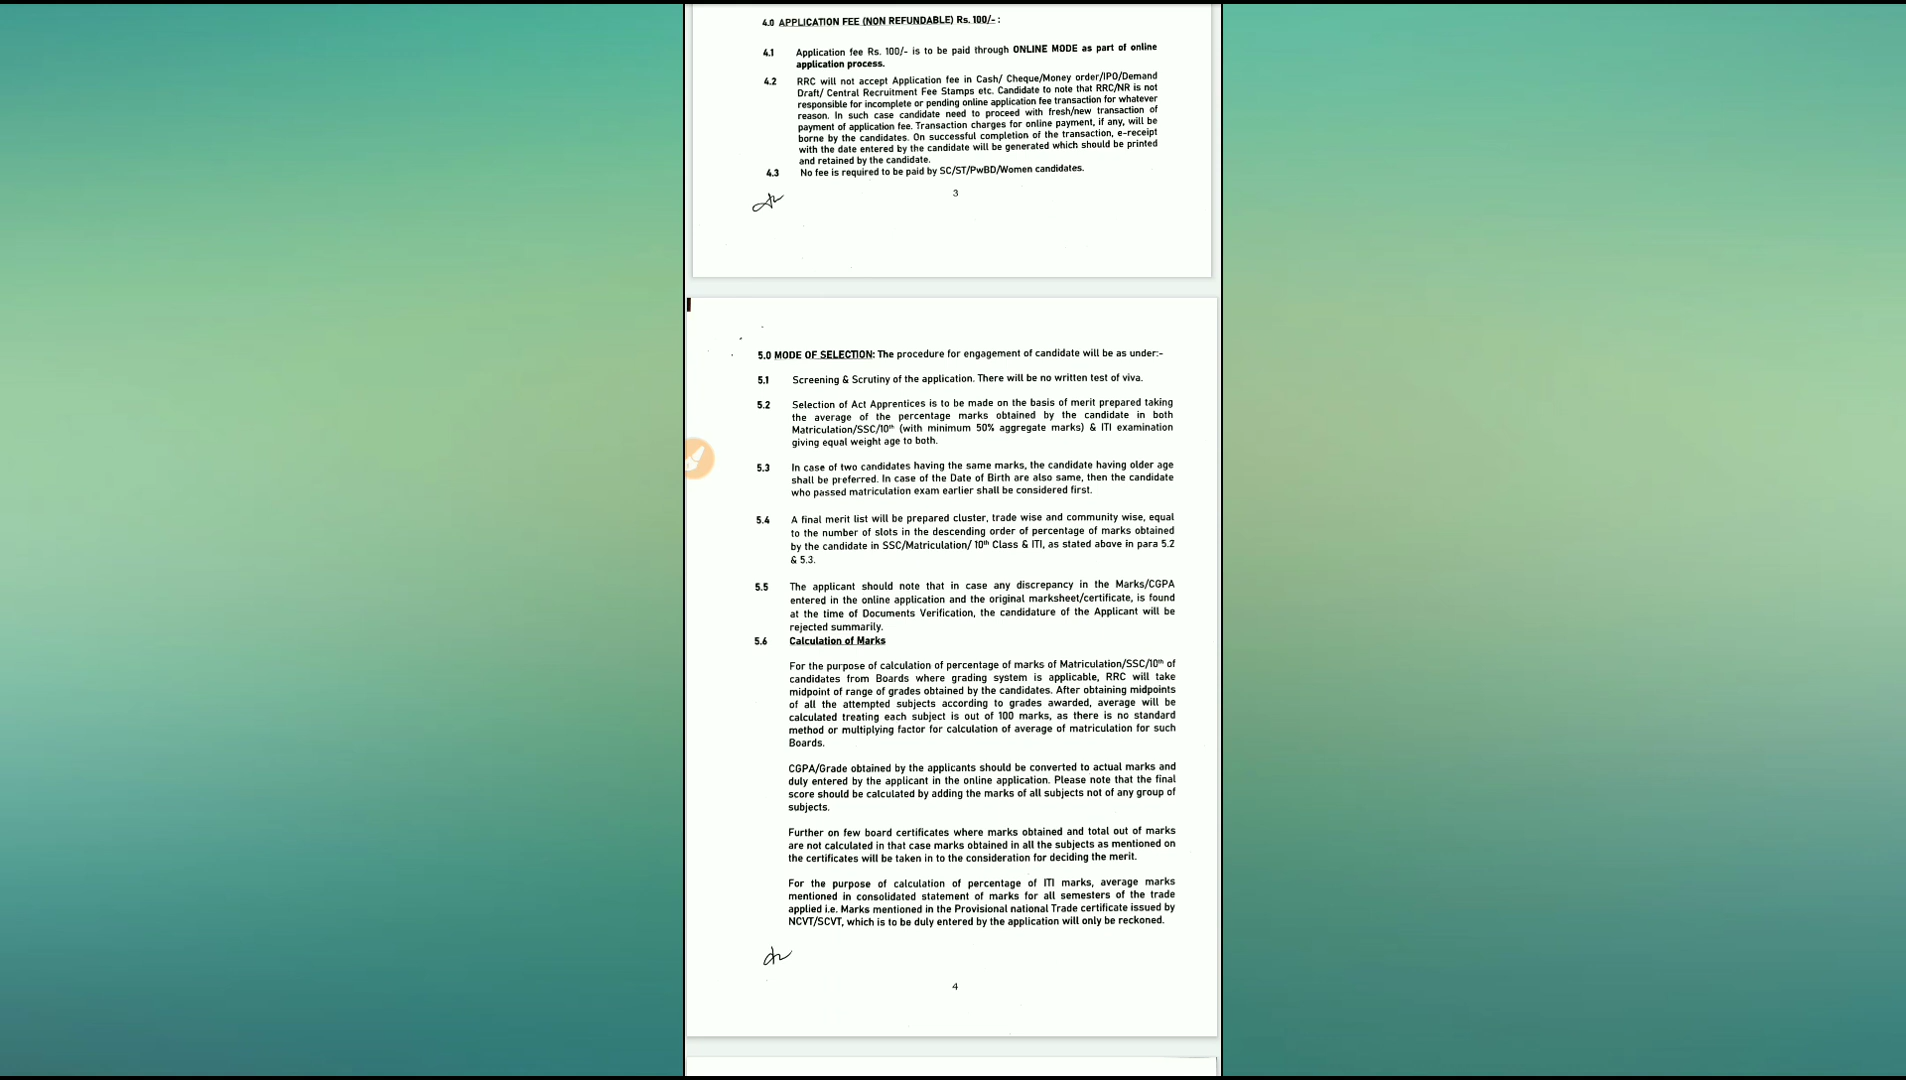 4.0 APPLICATION FEE (NON REFUNDABLE) Rs. 100/- :
4.1 Application fee Rs. 100/- is to be paid through ONLINE MODE as part of online
application process.
4.2 RRC will not accept Application fee in Cash/ Cheque/Money order/IPO/Demand
Draft/ Central Recruitment Fee Stamps etc. Candidate to note that RRC/NR is not
responsible for incomplete or pending online application fee transaction for whatever
reason. In such case candidate need to proceed with fresh/new transaction of
payment of application fee. Transaction charges for online payment, if any, will be
borne by the candidates. On successful completion of the transaction, e-receipt
with the date entered by the candidate will be generated which should be printed
and retained by the candidate.
4.3 No fee is required to be paid by SC/ST/PwBD/Women candidates.
3
5.0 MODE OF SELECTION: The procedure for engagement of candidate will be as under:-
5.1 Screening & Scrutiny of the application. There will be no written test of viva.
5.2 Selection of Act Apprentices is to be made on the basis of merit prepared taking
the average of the percentage marks obtained by the candidate in both
Matriculation/SSC/10th (with minimum 50% aggregate marks) & ITI examination
giving equal weight age to both.
5.3 In case of two candidates having the same marks, the candidate having older age
shall be preferred. In case of the Date of Birth are also same, then the candidate
who passed matriculation exam earlier shall be considered first.
5.4 A final merit list will be prepared cluster, trade wise and community wise, equal
to the number of slots in the descending order of percentage of marks obtained
by the candidate in SSC/Matriculation/ 10th Class & ITI, as stated above in para 5.2
& 5.3.
5.5 The applicant should note that in case any discrepancy in the Marks/CGPA
entered in the online application and the original marksheet/certificate, is found
at the time of Documents Verification, the candidature of the Applicant will be
rejected summarily.
5.6 Calculation of Marks
For the purpose of calculation of percentage of marks of Matriculation/SSC/10th of
candidates from Boards where grading system is applicable, RRC will take
midpoint of range of grades obtained by the candidates. After obtaining midpoints
of all the attempted subjects according to grades awarded, average will be
calculated treating each subject is out of 100 marks, as there is no standard
method or multiplying factor for calculation of average of matriculation for such
Boards.
CGPA/Grade obtained by the applicants should be converted to actual marks and
duly entered by the applicant in the online application. Please note that the final
score should be calculated by adding the marks of all subjects not of any group of
subjects.
Further on few board certificates where marks obtained and total out of marks
are not calculated in that case marks obtained in all the subjects as mentioned on
the certificates will be taken in to the consideration for deciding the merit.
For the purpose of calculation of percentage of ITI marks, average marks
mentioned in consolidated statement of marks for all semesters of the trade
applied i.e. Marks mentioned in the Provisional national Trade certificate issued by
NCVT/SCVT, which is to be duly entered by the application will only be reckoned.
4